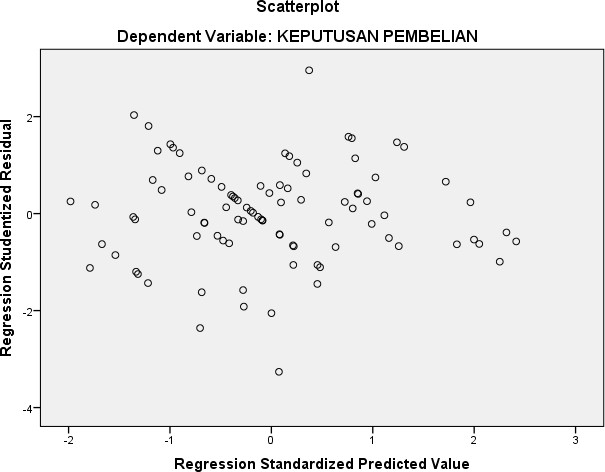 Scatterplot
Dependent Variable: KEPUTUSAN PEMBELIAN
Regression Studentized Residual
2
0
-2
-4
-2
-1
0
1
2
3
Regression Standardized Predicted Value